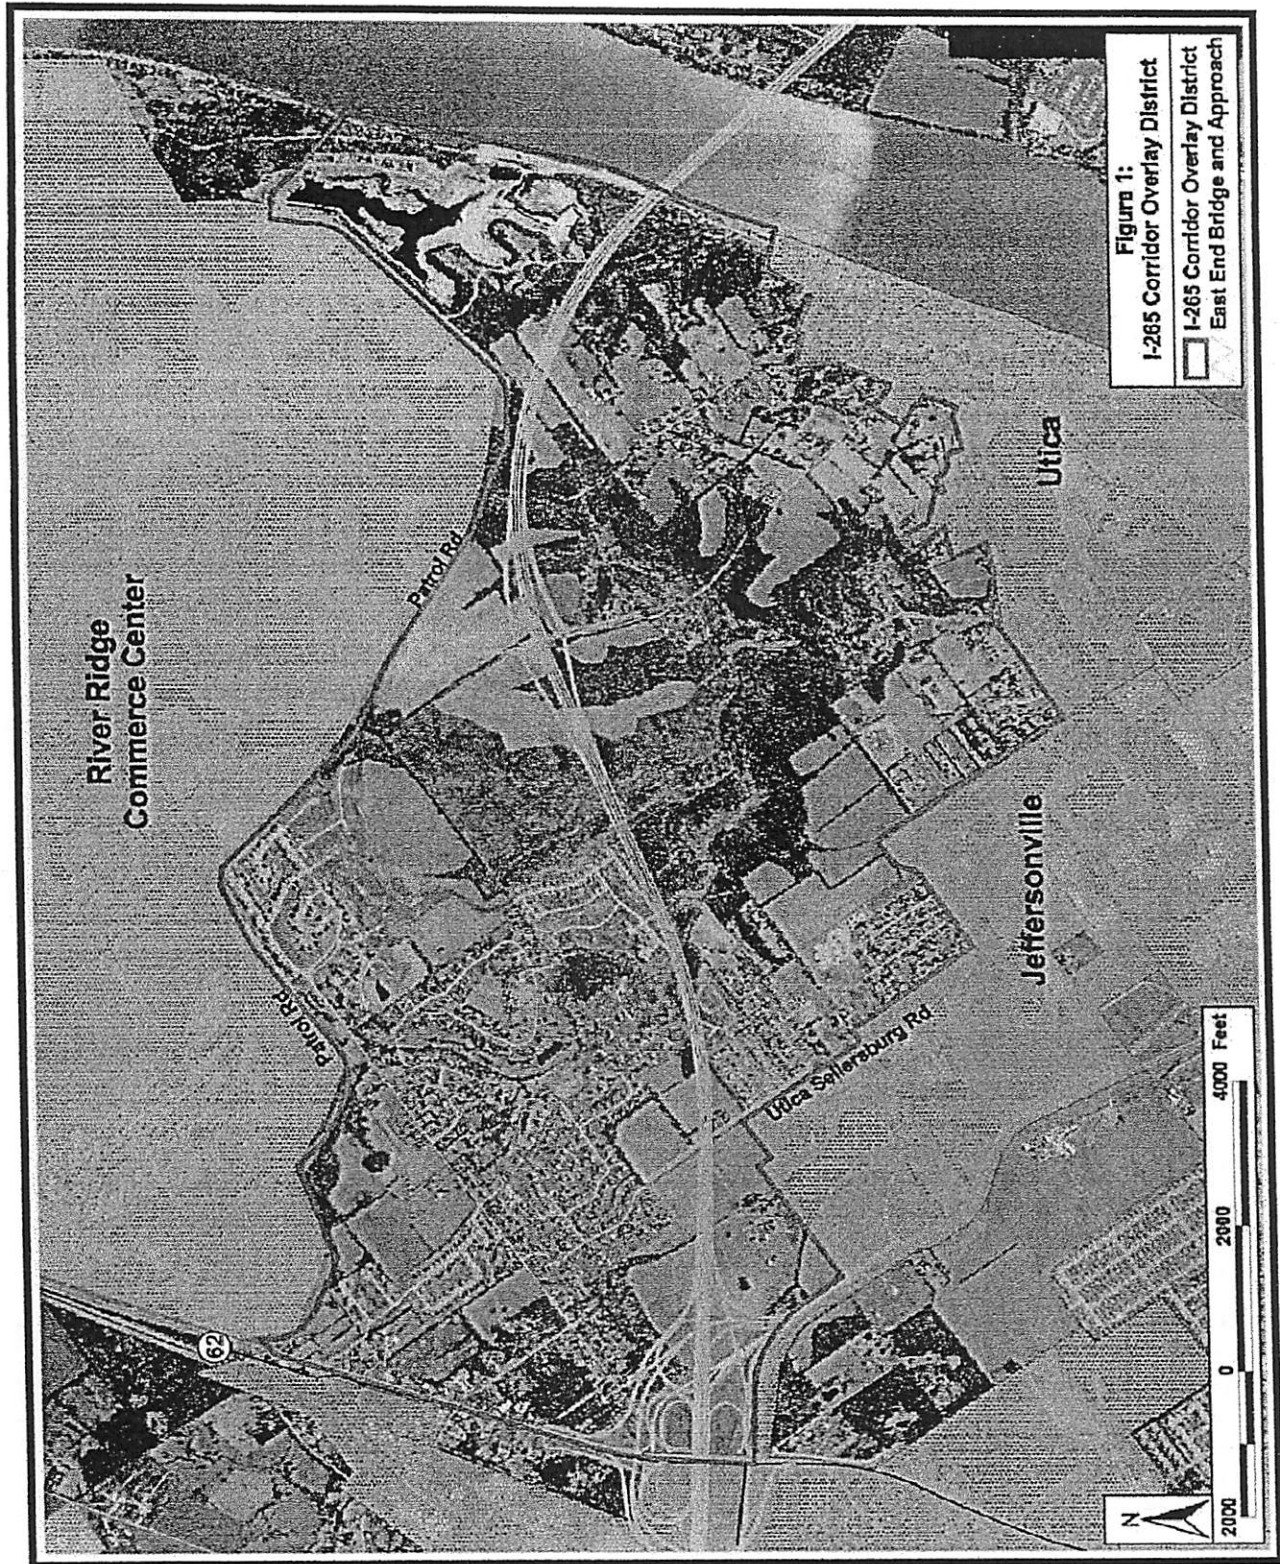 River Ridge
Commerce Center
Patrol Rd
Patrol Rd
62
Utica Sellersburg Rd
Jeffersonville
Utica
N
2000 0 2000 4000 Feet
Figure 1:
I-265 Corridor Overlay District
I-265 Corridor Overlay District
East End Bridge and Approach